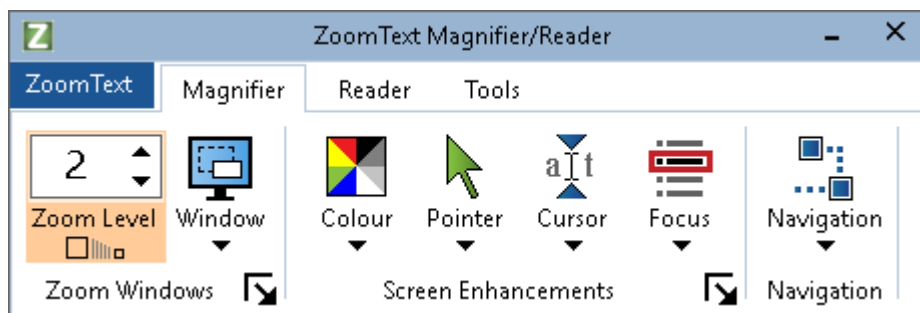 Z ZoomText Magnifier/Reader
ZoomText Magnifier Reader Tools
2 a t
Zoom Level Window Colour Pointer Cursor Focus Navigation
Zoom Windows Screen Enhancements Navigation